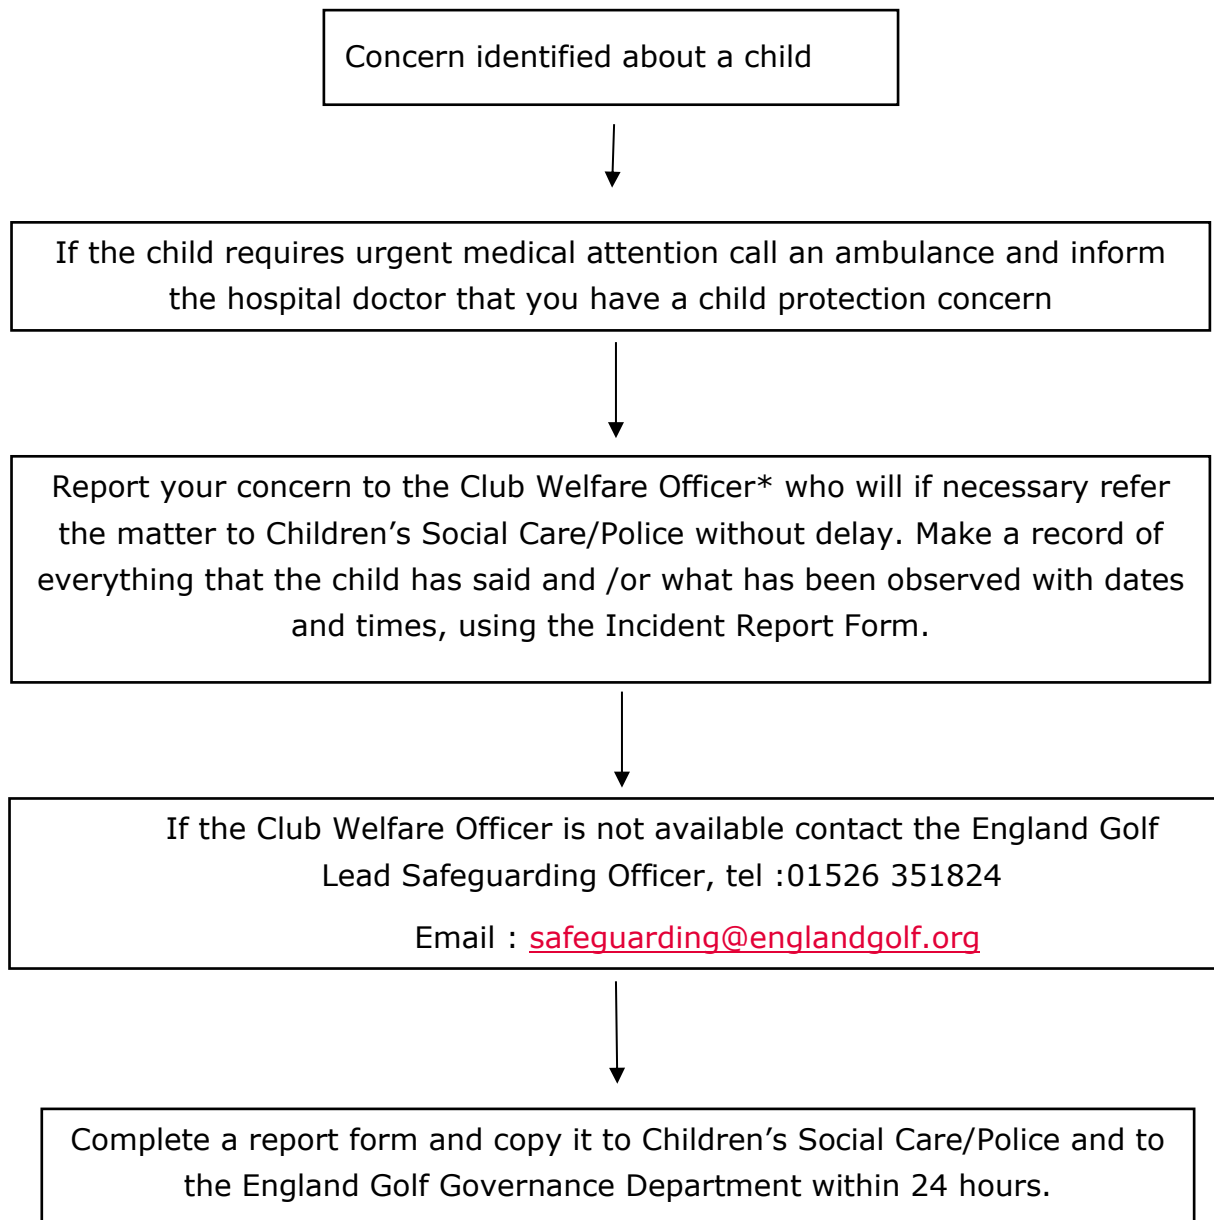 Concern identified about a child
If the child requires urgent medical attention call an ambulance and inform
the hospital doctor that you have a child protection concern
Report your concern to the Club Welfare Officer* who will if necessary refer
the matter to Children’s Social Care/Police without delay. Make a record of
everything that the child has said and /or what has been observed with dates
and times, using the Incident Report Form.
If the Club Welfare Officer is not available contact the England Golf
Lead Safeguarding Officer, tel :01526 351824
Email : safeguarding@englandgolf.org
Complete a report form and copy it to Children’s Social Care/Police and to
the England Golf Governance Department within 24 hours.